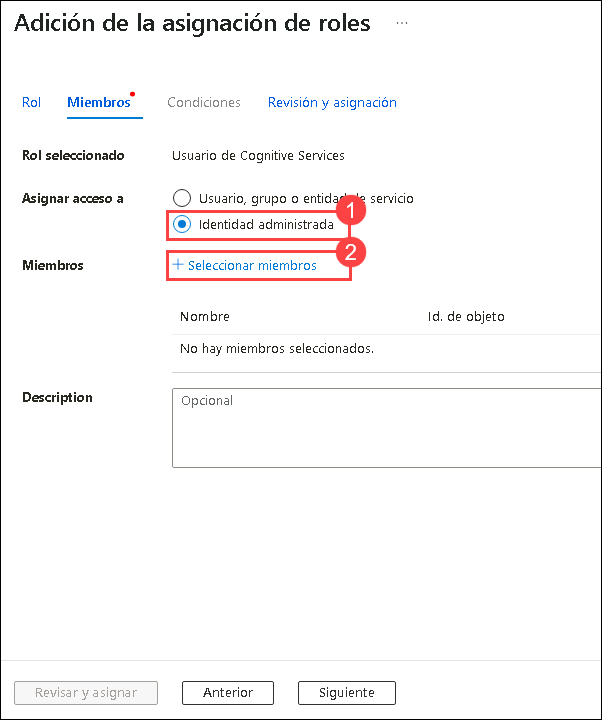 Adición de la asignación de roles ...
Rol Miembros Condiciones Revisión y asignación
Rol seleccionado Usuario de Cognitive Services
Asignar acceso a Usuario, grupo o entidad de servicio
1
Identidad administrada
2
Miembros + Seleccionar miembros
Nombre Id. de objeto
No hay miembros seleccionados.
Description Opcional
Revisar y asignar Anterior Siguiente